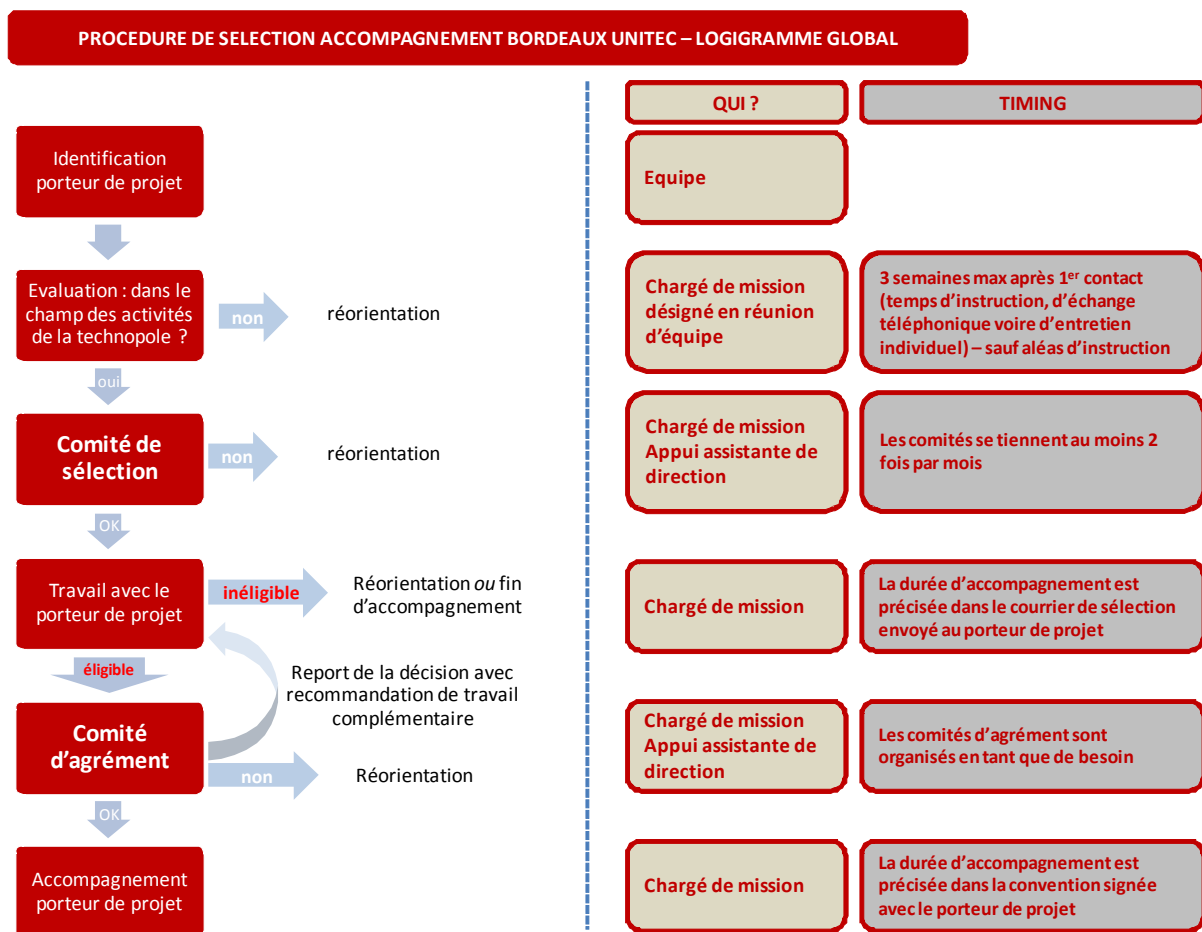 PROCEDURE DE SELECTION ACCOMPAGNEMENT BORDEAUX UNITEC – LOGIGRAMME GLOBAL
QUI ?
TIMING
Identification
porteur de projet
Equipe
Evaluation : dans le
champ des activités
de la technopole ?
non
réorientation
Chargé de mission
désigné en réunion
d’équipe
3 semaines max après 1er contact
(temps d’instruction, d’échange
téléphonique voire d’entretien
individuel) – sauf aléas d’instruction
oui
Comité de
sélection
non
réorientation
Chargé de mission
Appui assistante de
direction
Les comités se tiennent au moins 2
fois par mois
OK
Travail avec le
porteur de projet
inéligible
Réorientation ou fin
d’accompagnement
Chargé de mission
La durée d’accompagnement est
précisée dans le courrier de sélection
envoyé au porteur de projet
éligible
Report de la décision avec
recommandation de travail
complémentaire
Comité
d’agrément
non
Réorientation
Chargé de mission
Appui assistante de
direction
Les comités d’agrément sont
organisés en tant que de besoin
OK
Accompagnement
porteur de projet
Chargé de mission
La durée d’accompagnement est
précisée dans la convention signée
avec le porteur de projet